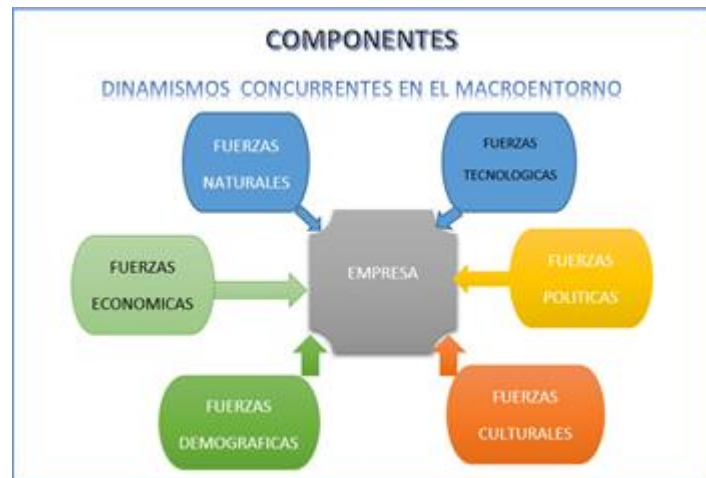 COMPONENTES
DINAMISMOS CONCURRENTES EN EL MACROENTORNO
FUERZAS
NATURALES
FUERZAS
TECNOLOGICAS
FUERZAS
ECONOMICAS
EMPRESA
FUERZAS
POLITICAS
FUERZAS
DEMOGRAFICAS
FUERZAS
CULTURALES